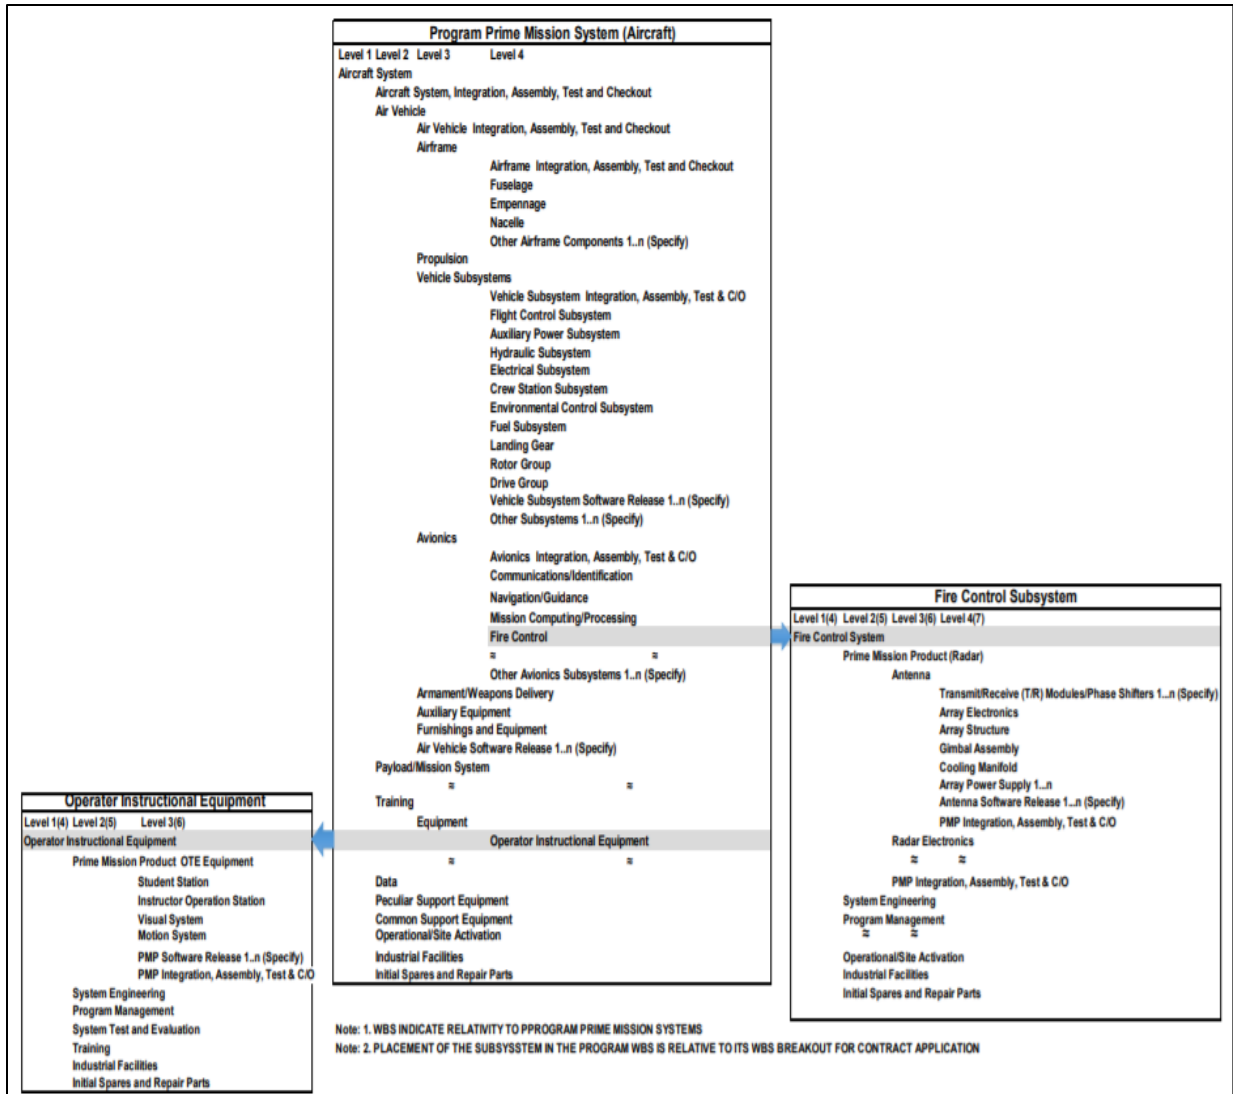 Program Prime Mission System (Aircraft)
Level 1 Level 2 Level 3 Level 4
Aircraft System
Aircraft System, Integration, Assembly, Test and Checkout
Air Vehicle
Air Vehicle Integration, Assembly, Test and Checkout
Airframe
Airframe Integration, Assembly, Test and Checkout
Fuselage
Empennage
Nacelle
Other Airframe Components 1..n (Specify)
Propulsion
Vehicle Subsystems
Vehicle Subsystem Integration, Assembly, Test & C/O
Flight Control Subsystem
Auxiliary Power Subsystem
Hydraulic Subsystem
Electrical Subsystem
Crew Station Subsystem
Environmental Control Subsystem
Fuel Subsystem
Landing Gear
Rotor Group
Drive Group
Vehicle Subsystem Software Release 1..n (Specify)
Other Subsystems 1..n (Specify)
Avionics
Avionics Integration, Assembly, Test & C/O
Communications/Identification
Navigation/Guidance
Mission Computing/Processing
Fire Control
≈ ≈
Other Avionics Subsystems 1..n (Specify)
Armament/Weapons Delivery
Auxiliary Equipment
Furnishings and Equipment
Air Vehicle Software Release 1..n (Specify)
Payload/Mission System
≈ ≈
Training
Equipment
Operator Instructional Equipment
≈ ≈
Data
Peculiar Support Equipment
Common Support Equipment
Operational/Site Activation
Industrial Facilities
Initial Spares and Repair Parts
Fire Control Subsystem
Level 1(4) Level 2(5) Level 3(6) Level 4(7)
Fire Control System
Prime Mission Product (Radar)
Antenna
Transmit/Receive (T/R) Modules/Phase Shifters 1..n (Specify)
Array Electronics
Array Structure
Gimbal Assembly
Cooling Manifold
Array Power Supply 1..n
Antenna Software Release 1..n (Specify)
PMP Integration, Assembly, Test & C/O
Radar Electronics
≈ ≈
PMP Integration, Assembly, Test & C/O
System Engineering
Program Management
≈ ≈
Operational/Site Activation
Industrial Facilities
Initial Spares and Repair Parts
Operater Instructional Equipment
Level 1(4) Level 2(5) Level 3(6)
Operator Instructional Equipment
Prime Mission Product OTE Equipment
Student Station
Instructor Operation Station
Visual System
Motion System
PMP Software Release 1..n (Specify)
PMP Integration, Assembly, Test & C/O
System Engineering
Program Management
System Test and Evaluation
Training
Industrial Facilities
Initial Spares and Repair Parts
Note: 1. WBS INDICATE RELATIVITY TO PPROGRAM PRIME MISSION SYSTEMS
Note: 2. PLACEMENT OF THE SUBSYSSTEM IN THE PROGRAM WBS IS RELATIVE TO ITS WBS BREAKOUT FOR CONTRACT APPLICATION